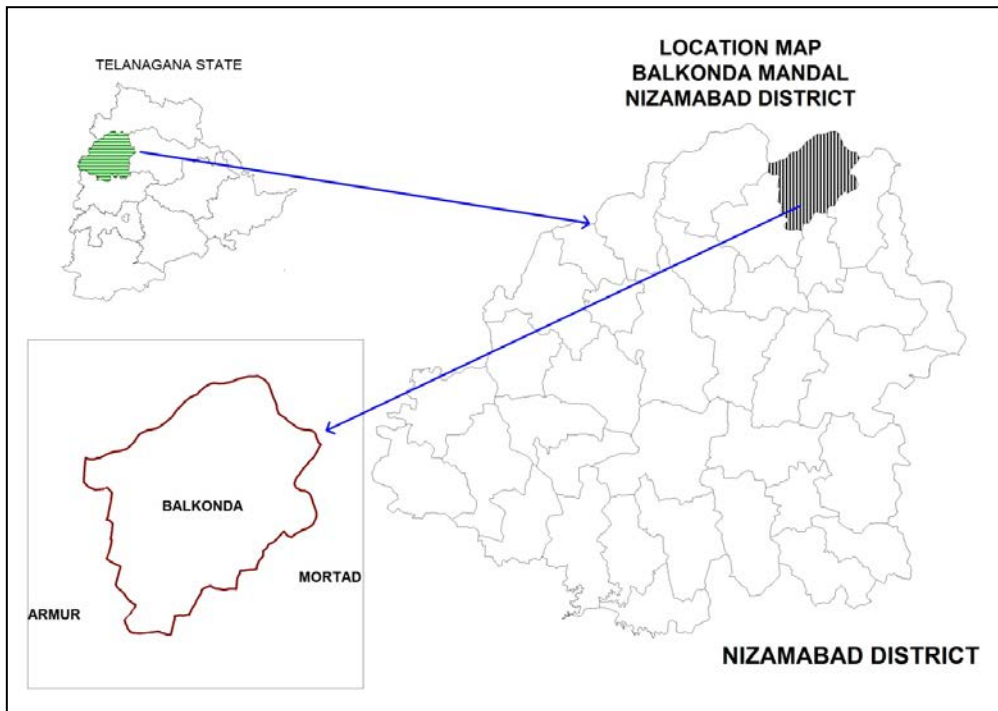 TELANAGANA STATE
LOCATION MAP
BALKONDA MANDAL
NIZAMABAD DISTRICT
BALKONDA
MORTAD
ARMUR
NIZAMABAD DISTRICT